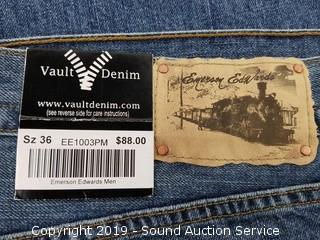 Vault Denim
www.vaultdenim.com
(see reverse side for care instructions)
Sz 36 EE1003PM $88.00
Emerson Edwards Men
Emerson Edwards
Copyright 2019 - Sound Auction Service